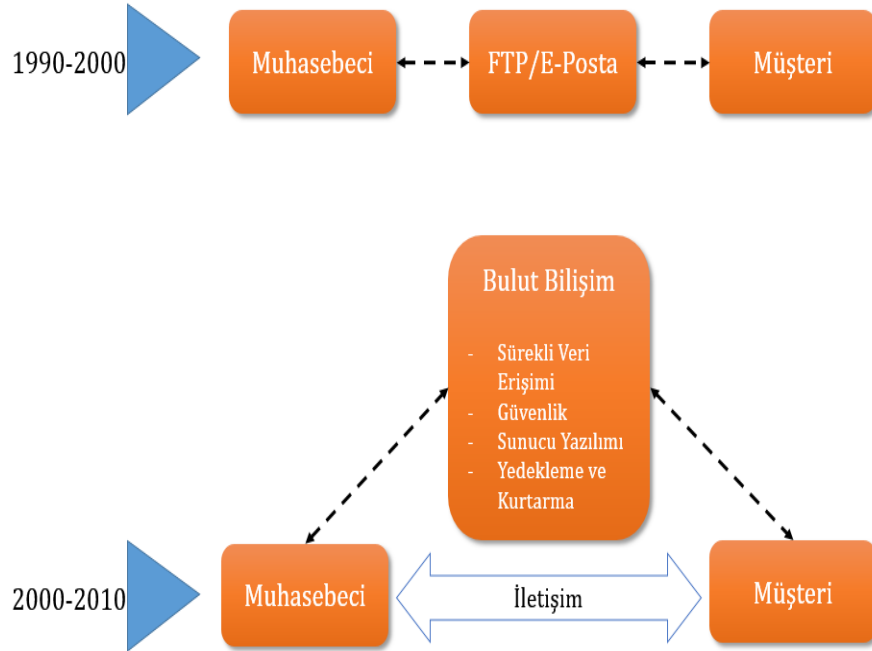 1990-2000
Muhasebeci
FTP/E-Posta
Müşteri
Bulut Bilişim
- Sürekli Veri
Erişimi
- Güvenlik
- Sunucu Yazılımı
- Yedekleme ve
Kurtarma
2000-2010
Muhasebeci
İletişim
Müşteri